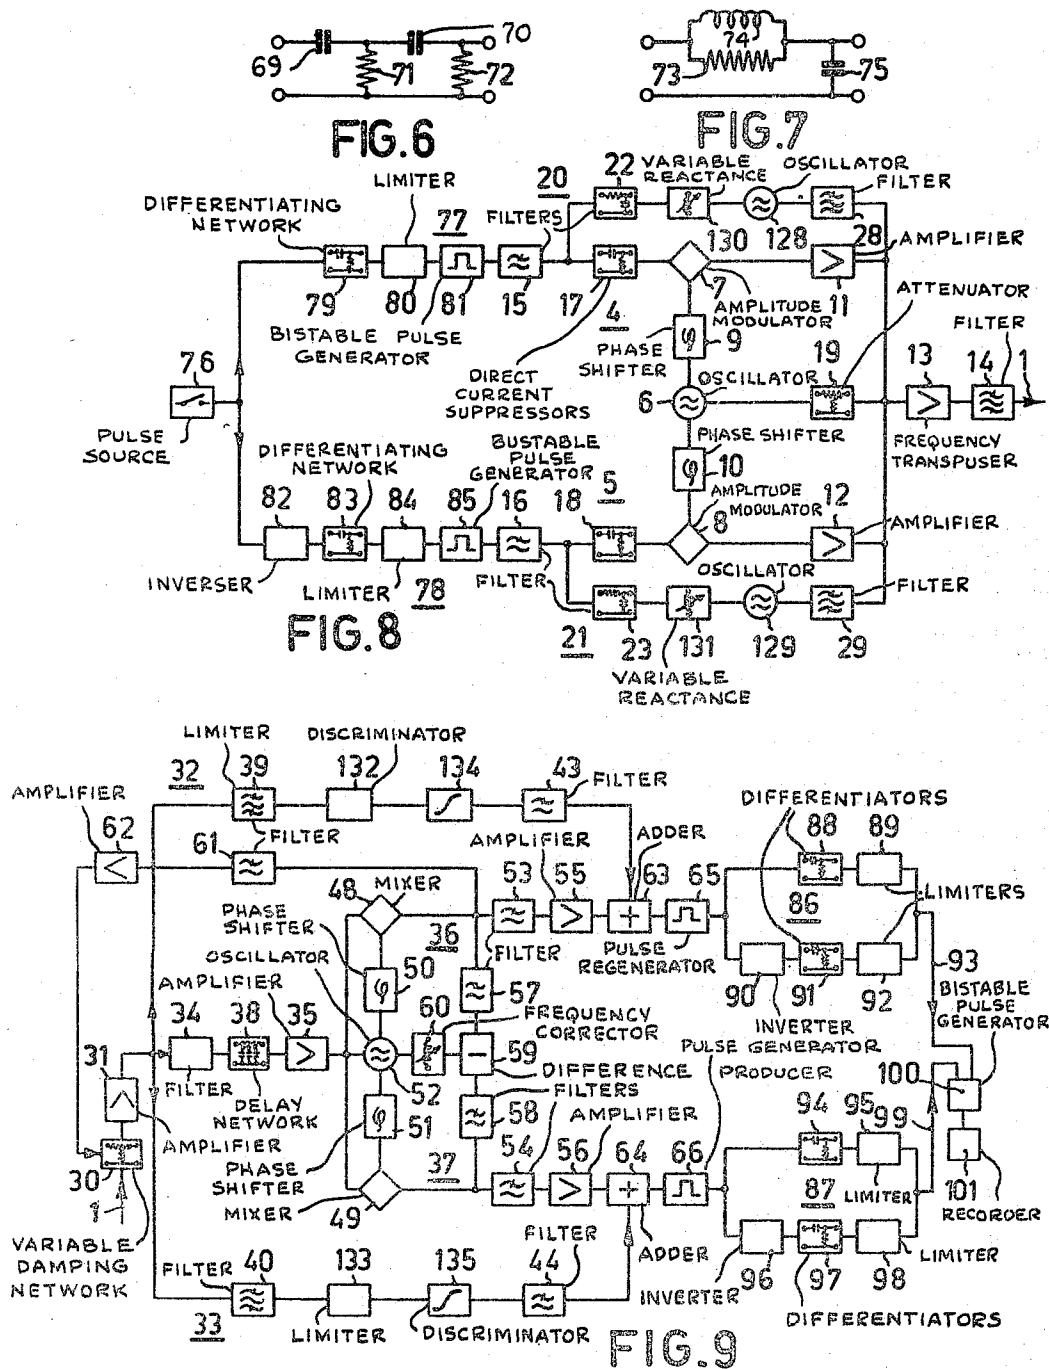 70
69
71
72
FIG.6
74
73
75
FIG.7
LIMITER
20
22
VARIABLE
REACTANCE
OSCILLATOR
FILTER
DIFFERENTIATING
NETWORK
77
FILTERS
130
128
28
AMPLIFIER
79
80
81
15
17
7
11
BISTABLE PULSE
GENERATOR
4
AMPLITUDE
MODULATOR
ATTENUATOR
PHASE
SHIFTER
9
FILTER
DIRECT
CURRENT
SUPPRESSORS
76
6
OSCILLATOR
19
13
14
1
PULSE
SOURCE
DIFFERENTIATING
NETWORK
BUSTABLE PULSE
GENERATOR
PHASE SHIFTER
10
FREQUENCY
TRANSPUSER
82
83
84
85
16
18
5
AMPLITUDE
MODULATOR
8
12
AMPLIFIER
INVERSER
LIMITER
78
FILTER
OSCILLATOR
FILTER
FIG.8
21
23
131
129
29
VARIABLE
REACTANCE
LIMITER
DISCRIMINATOR
32
39
132
134
43
FILTER
AMPLIFIER
62
FILTER
61
AMPLIFIER
ADDER
DIFFERENTIATORS
88
89
48
MIXER
53
55
63
65
LIMITERS
PHASE
SHIFTER
36
86
OSCILLATOR
FILTER
PULSE
REGENERATOR
93
AMPLIFIER
50
57
90
91
92
BISTABLE
PULSE
GENERATOR
34
38
35
60
FREQUENCY
CORRECTOR
INVERTER
PULSE GENERATOR
PRODUCER
31
FILTER
52
59
DIFFERENCE
100
DELAY
NETWORK
FILTERS
58
AMPLIFIER
94
95
99
AMPLIFIER
51
30
PHASE
SHIFTER
37
54
56
64
66
101
1
MIXER
49
LIMITER
87
RECORDER
VARIABLE
DAMPING
NETWORK
FILTER
40
133
135
44
FILTER
ADDER
96
97
98
LIMITER
INVERTER
33
LIMITER
DISCRIMINATOR
DIFFERENTIATORS
FIG.9